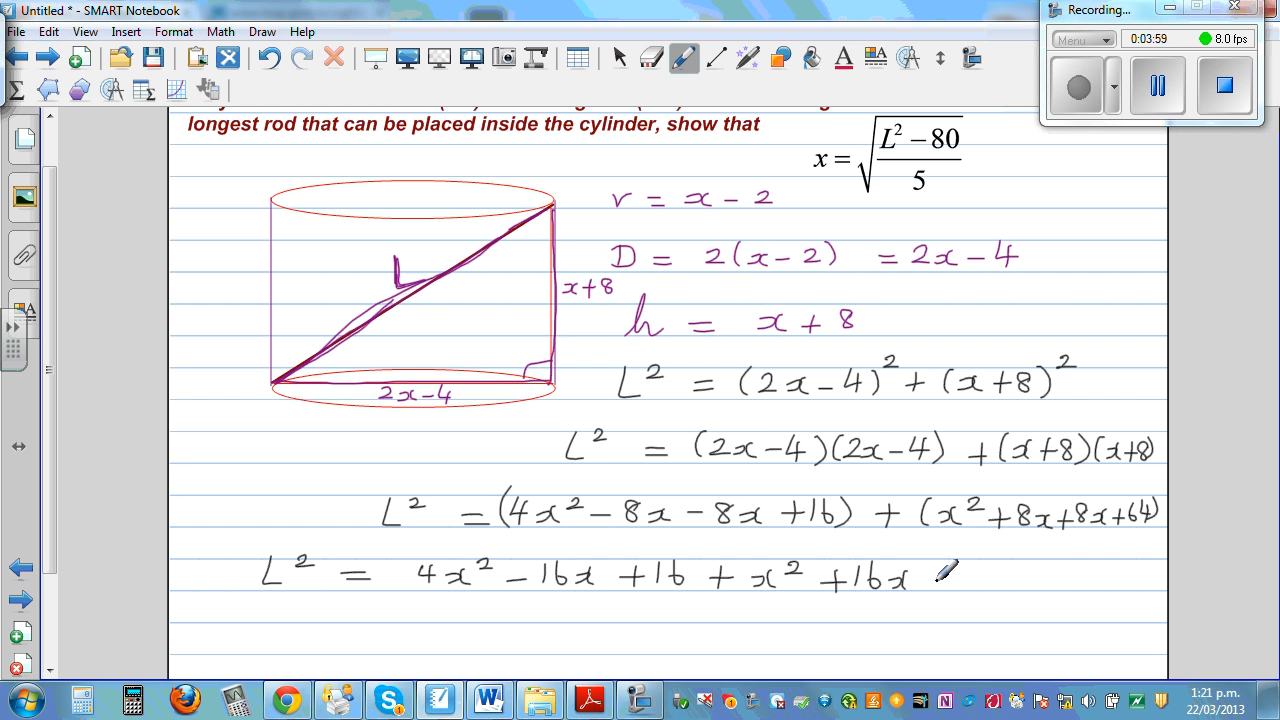 Untitled * - SMART Notebook
File Edit View Insert Format Math Draw Help
Recording...
Menu 0:03:59 8.0 fps
longest rod that can be placed inside the cylinder, show that
x = √((L² − 80)/5)
r = x − 2
D = 2(x − 2) = 2x − 4
L
x+8
h = x + 8
2x−4
L² = (2x − 4)² + (x+8)²
L² = (2x − 4)(2x − 4) + (x+8)(x+8)
L² = (4x² − 8x − 8x + 16) + (x² + 8x + 8x + 64)
L² = 4x² − 16x + 16 + x² + 16x
1:21 p.m.
22/03/2013